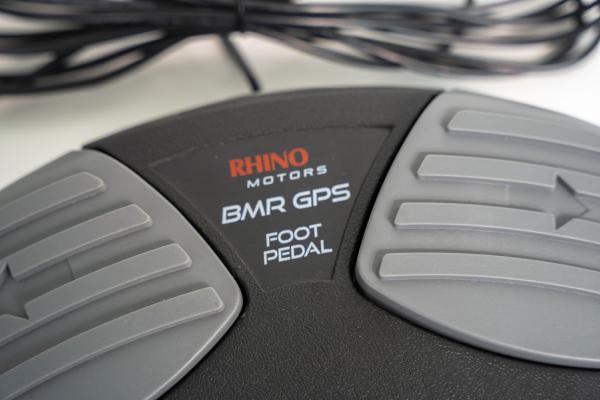 RHINO
MOTORS
BMR GPS
FOOT
PEDAL